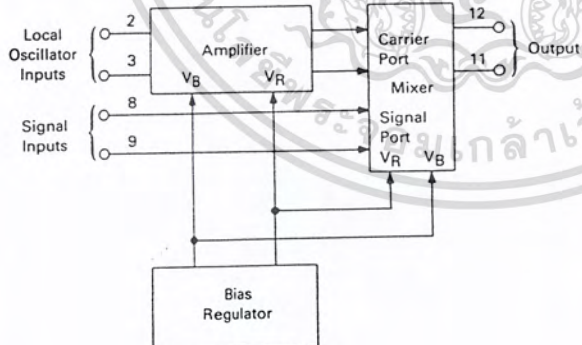 Local
Oscillator
Inputs
2
3
Amplifier
VB
VR
Signal
Inputs
8
9
Carrier
Port
Mixer
Signal
Port
VR
VB
12
11
Output
Bias
Regulator